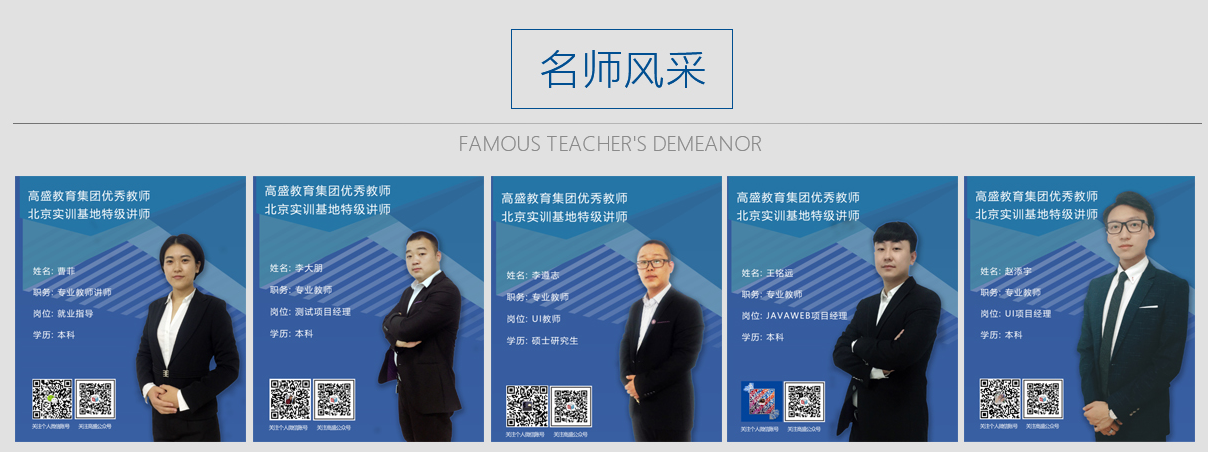 名师风采
FAMOUS TEACHER'S DEMEANOR
高盛教育集团优秀教师
北京实训基地特级讲师
姓名: 曹菲
职务: 专业教师讲师
岗位: 就业指导
学历: 本科
关注个人微信账号 关注高盛公众号
高盛教育集团优秀教师
北京实训基地特级讲师
姓名: 李大朋
职务: 专业教师
岗位: 测试项目经理
学历: 本科
关注个人微信账号 关注高盛公众号
高盛教育集团优秀教师
北京实训基地特级讲师
姓名: 李遵志
职务: 专业教师
岗位: UI教师
学历: 硕士研究生
关注个人微信账号 关注高盛公众号
高盛教育集团优秀教师
北京实训基地特级讲师
姓名: 王铭远
职务: 专业教师
岗位: JAVAWEB项目经理
学历: 本科
关注个人微信账号 关注高盛公众号
高盛教育集团优秀教师
北京实训基地特级讲师
姓名: 赵添宇
职务: 专业教师
岗位: UI项目经理
学历: 本科
关注个人微信账号 关注高盛公众号